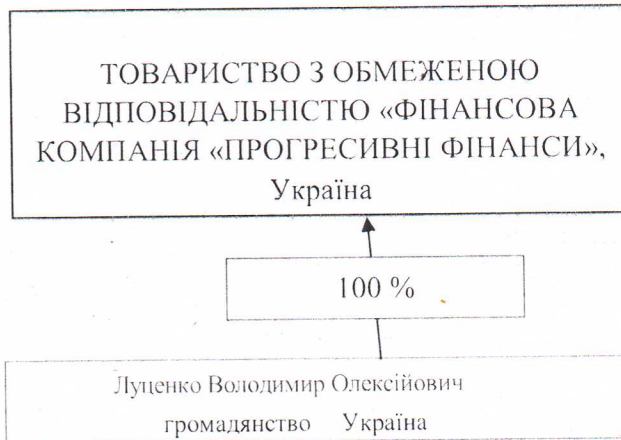 ТОВАРИСТВО З ОБМЕЖЕНОЮ
ВІДПОВІДАЛЬНІСТЮ «ФІНАНСОВА
КОМПАНІЯ «ПРОГРЕСИВНІ ФІНАНСИ»,
Україна
100 %
Луценко Володимир Олексійович
громадянство Україна